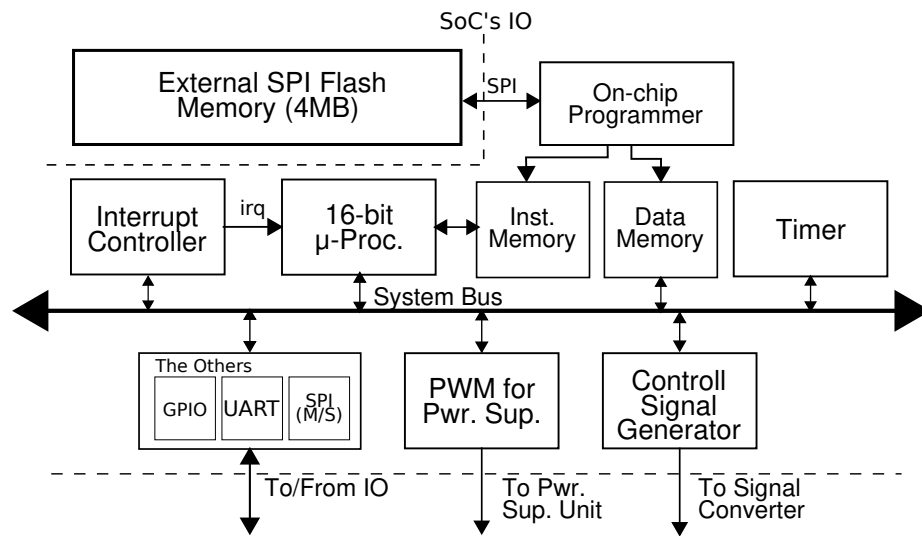 SoC's IO
External SPI Flash
Memory (4MB)
SPI
On-chip
Programmer
Interrupt
Controller
irq
16-bit
μ-Proc.
Inst.
Memory
Data
Memory
Timer
System Bus
The Others
GPIO
UART
SPI
(M/S)
PWM for
Pwr. Sup.
Controll
Signal
Generator
To/From IO
To Pwr.
Sup. Unit
To Signal
Converter